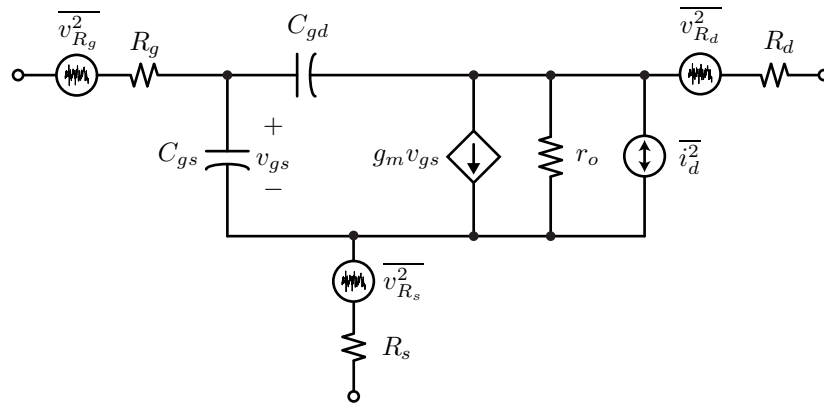 $\overline{v_{R_g}^2}$
$R_g$
$C_{gd}$
$\overline{v_{R_d}^2}$
$R_d$
$C_{gs}$
+
$v_{gs}$
−
$g_m v_{gs}$
$r_o$
$\overline{i_d^2}$
$\overline{v_{R_s}^2}$
$R_s$